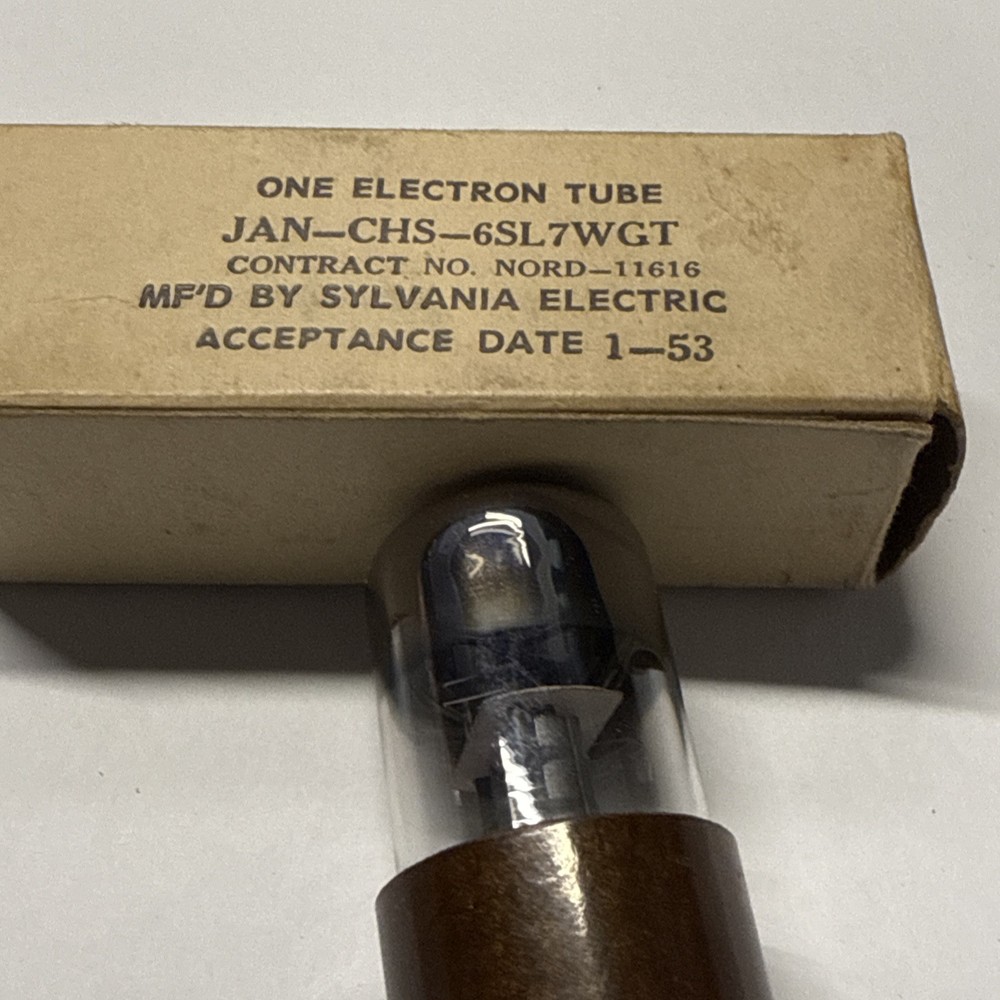 ONE ELECTRON TUBE
JAN—CHS—6SL7WGT
CONTRACT NO. NORD—11616
MF'D BY SYLVANIA ELECTRIC
ACCEPTANCE DATE 1—53